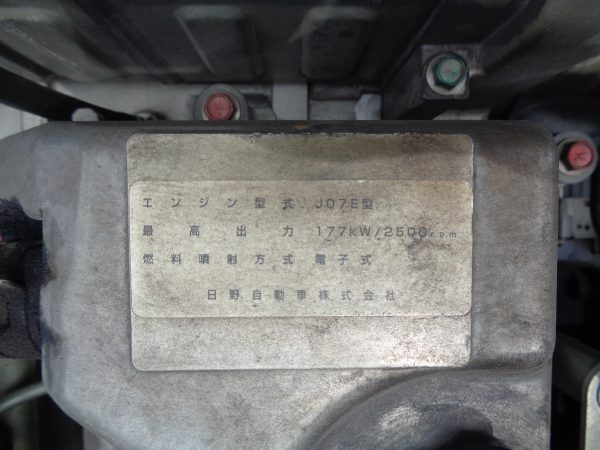 エンジン型式 J07E型
最高出力 177kW/2500r.p.m
燃料噴射方式 電子式
日野自動車株式会社